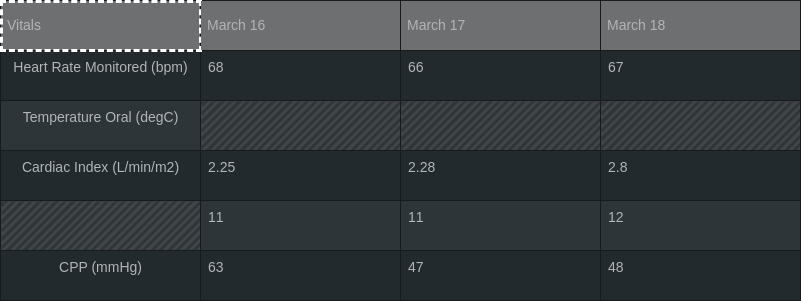 Vitals March 16 March 17 March 18
Heart Rate Monitored (bpm) 68 66 67
Temperature Oral (degC)
Cardiac Index (L/min/m2) 2.25 2.28 2.8
11 11 12
CPP (mmHg) 63 47 48